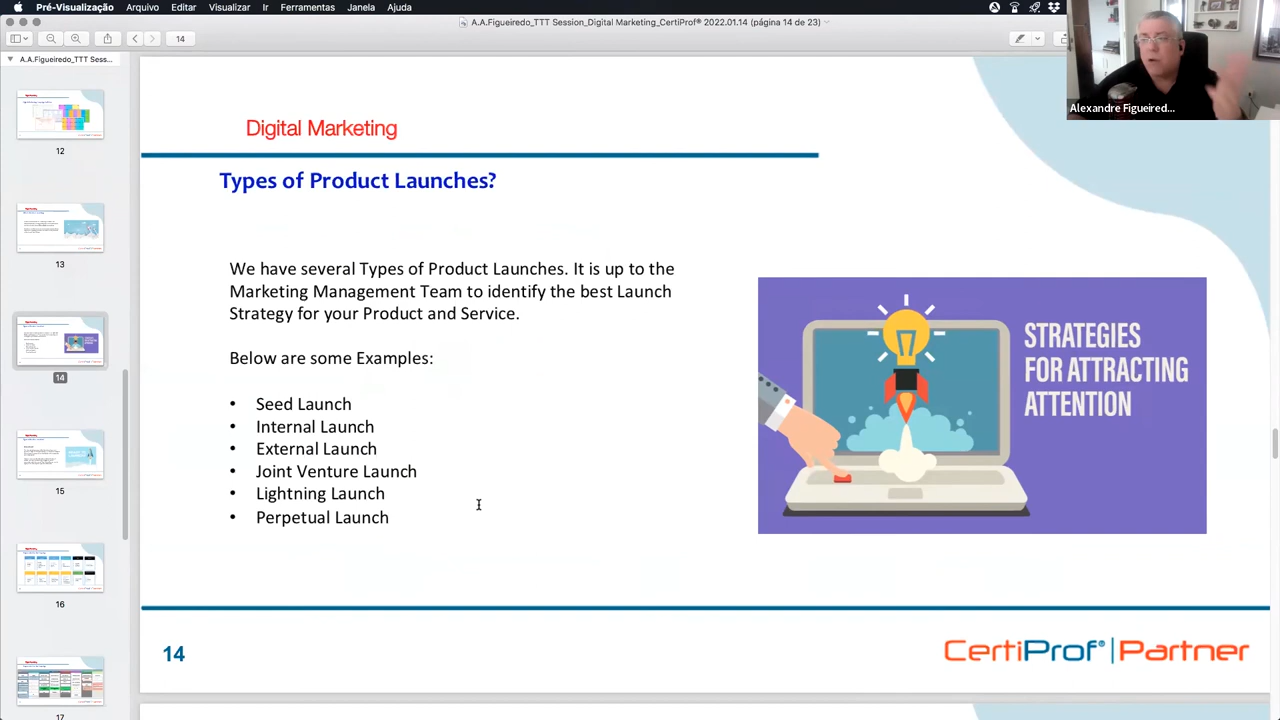 Pré-Visualização Arquivo Editar Visualizar Ir Ferramentas Janela Ajuda
A.A.Figueiredo_TTT Session_Digital Marketing_CertiProf® 2022.01.14 (página 14 de 23)
14
A.A.Figueiredo_TTT Sess...
12
13
14
15
16
17
Alexandre Figueired...
Digital Marketing
Types of Product Launches?
We have several Types of Product Launches. It is up to the
Marketing Management Team to identify the best Launch
Strategy for your Product and Service.
Below are some Examples:
• Seed Launch
• Internal Launch
• External Launch
• Joint Venture Launch
• Lightning Launch
• Perpetual Launch
STRATEGIES
FOR ATTRACTING
ATTENTION
14
CertiProf® | Partner